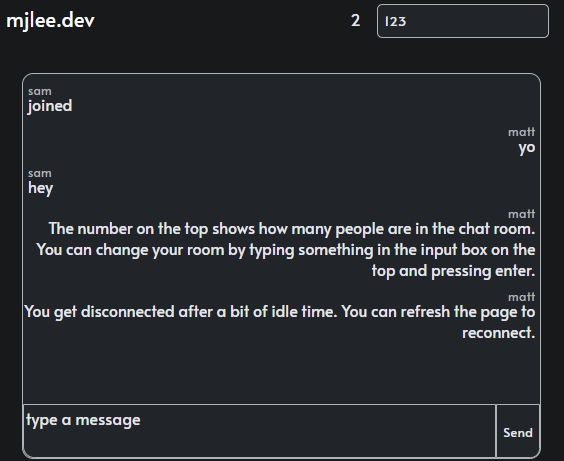 mjlee.dev
2
123
sam
joined
matt
yo
sam
hey
matt
The number on the top shows how many people are in the chat room.
You can change your room by typing something in the input box on the
top and pressing enter.
matt
You get disconnected after a bit of idle time. You can refresh the page to
reconnect.
type a message
Send